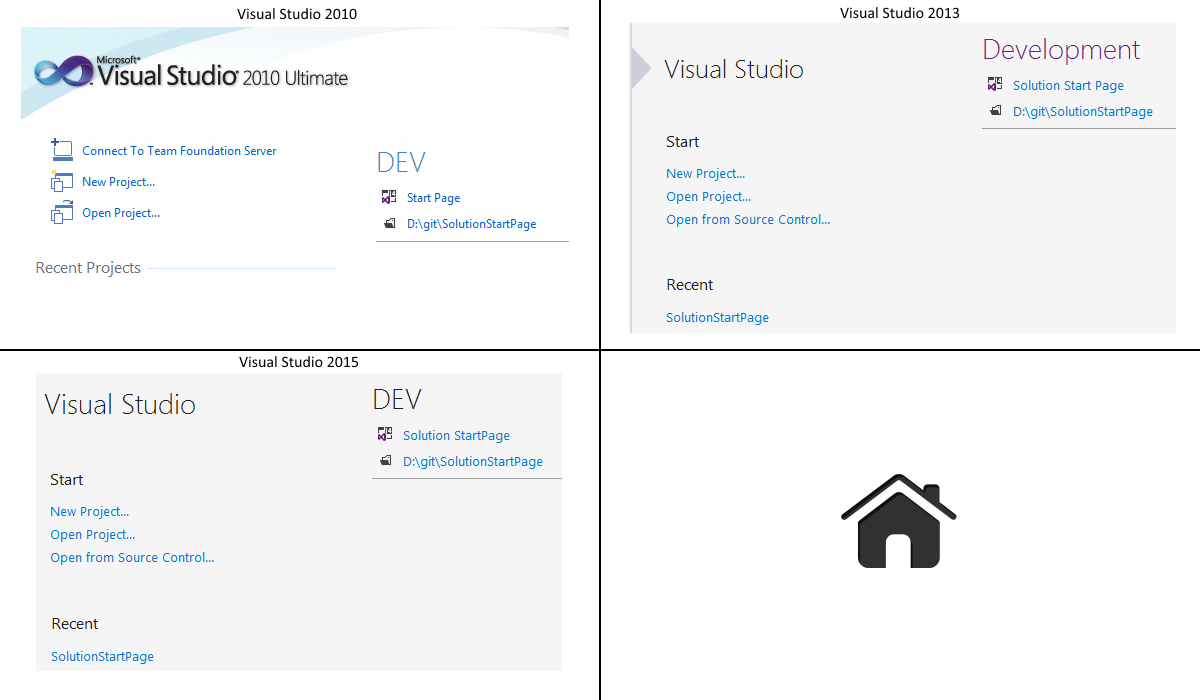 Visual Studio 2010
Microsoft®
Visual Studio® 2010 Ultimate
Connect To Team Foundation Server
New Project...
Open Project...
Recent Projects
DEV
Start Page
D:\git\SolutionStartPage
Visual Studio 2013
Visual Studio
Start
New Project...
Open Project...
Open from Source Control...
Recent
SolutionStartPage
Development
Solution Start Page
D:\git\SolutionStartPage
Visual Studio 2015
Visual Studio
Start
New Project...
Open Project...
Open from Source Control...
Recent
SolutionStartPage
DEV
Solution StartPage
D:\git\SolutionStartPage